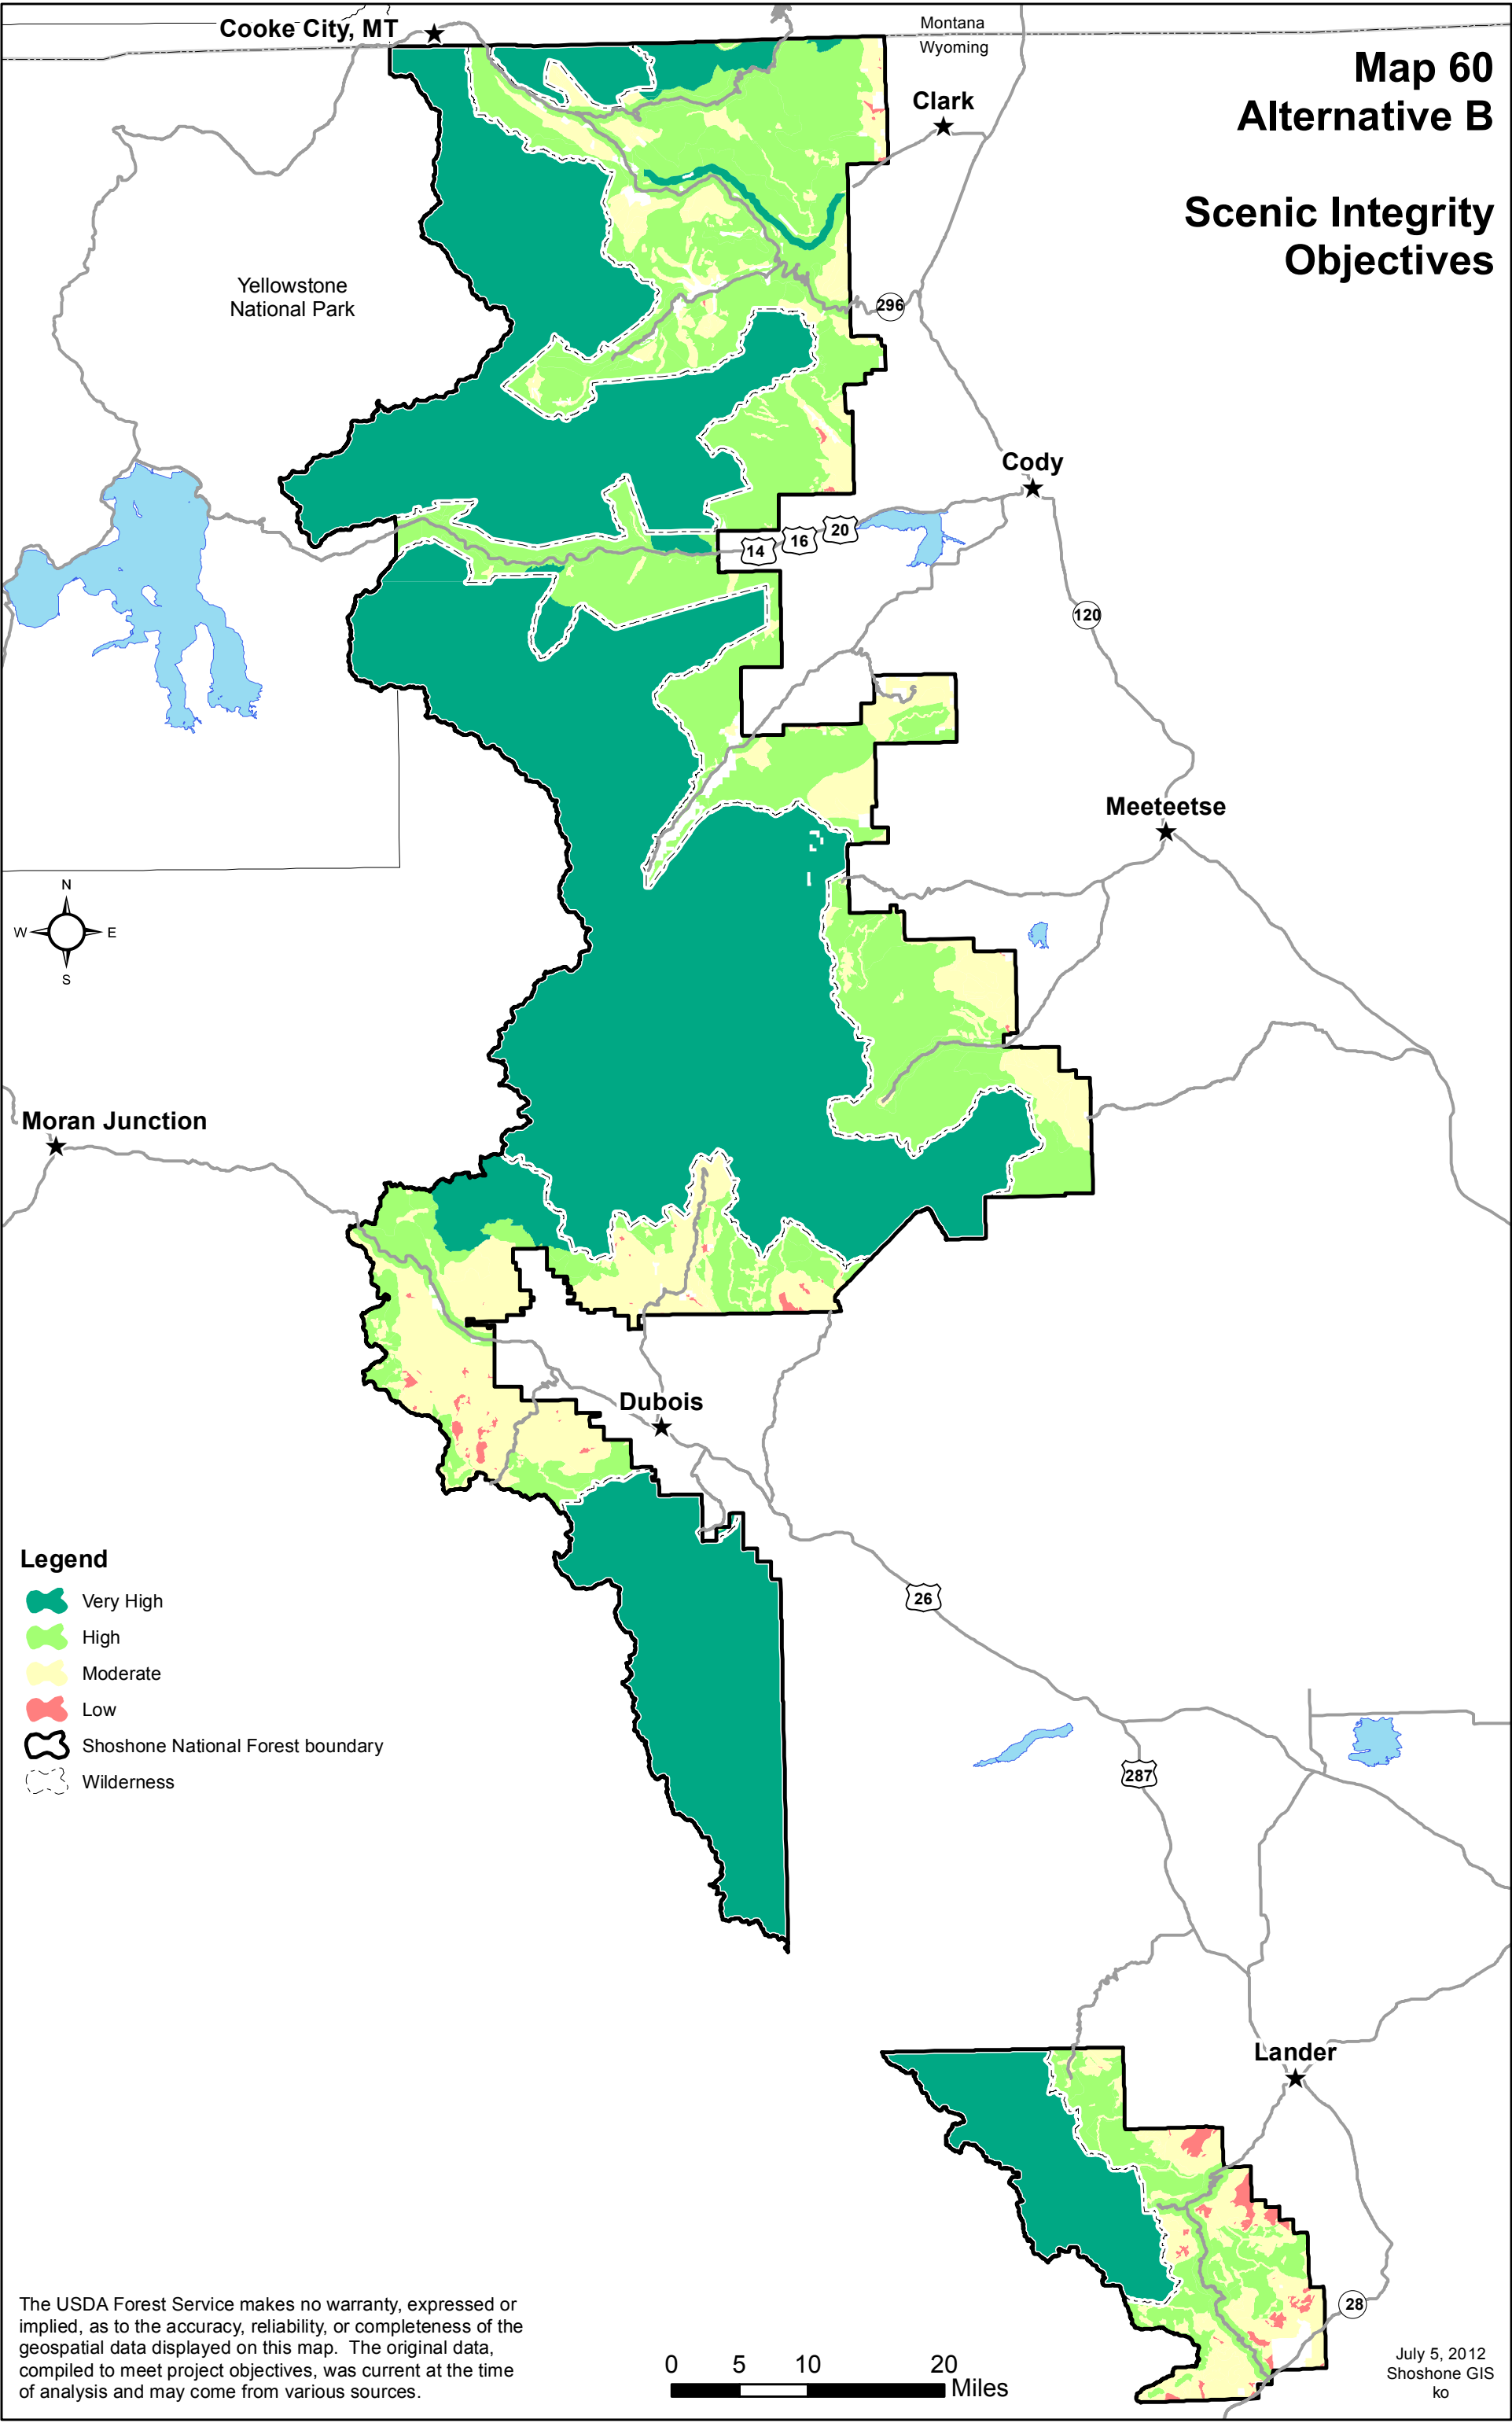 Cooke City, MT
Montana
Wyoming
Map 60
Alternative B
Scenic Integrity
Objectives
Clark
Yellowstone
National Park
296
Cody
20
16
14
120
Meeteetse
N
W
E
S
Moran Junction
Dubois
Legend
Very High
High
Moderate
Low
Shoshone National Forest boundary
Wilderness
26
287
Lander
28
The USDA Forest Service makes no warranty, expressed or
implied, as to the accuracy, reliability, or completeness of the
geospatial data displayed on this map.  The original data,
compiled to meet project objectives, was current at the time
of analysis and may come from various sources.
0 5 10 20
Miles
July 5, 2012
Shoshone GIS
ko